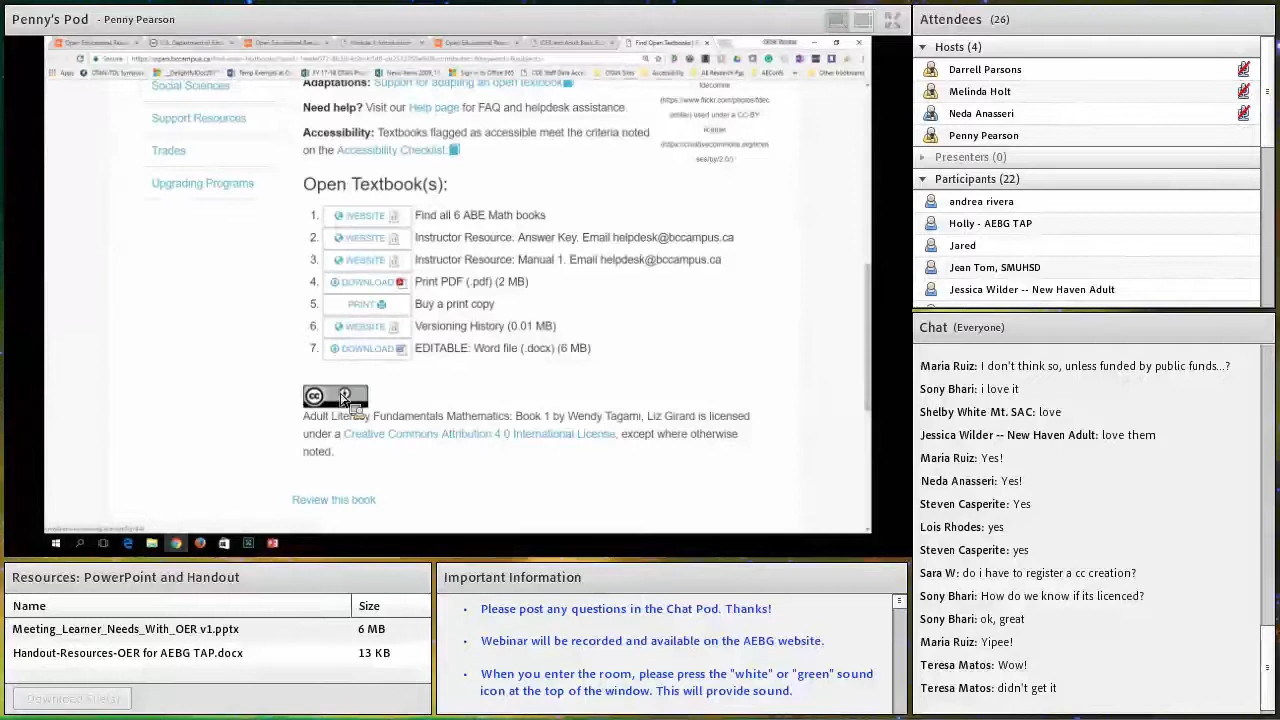 Penny's Pod - Penny Pearson
Social Sciences
Support Resources
Trades
Upgrading Programs
Adaptations: Support for adapting an open textbook
Need help? Visit our Help page for FAQ and helpdesk assistance.
Accessibility: Textbooks flagged as accessible meet the criteria noted
on the Accessibility Checklist
used under a CC-BY
license
Open Textbook(s):
1. WEBSITE Find all 6 ABE Math books
2. WEBSITE Instructor Resource. Answer Key. Email helpdesk@bccampus.ca
3. WEBSITE Instructor Resource: Manual 1. Email helpdesk@bccampus.ca
4. DOWNLOAD Print PDF (.pdf) (2 MB)
5. PRINT Buy a print copy
6. WEBSITE Versioning History (0.01 MB)
7. DOWNLOAD EDITABLE: Word file (.docx) (6 MB)
cc
Adult Literacy Fundamentals Mathematics: Book 1 by Wendy Tagami, Liz Girard is licensed
under a Creative Commons Attribution 4.0 International License, except where otherwise
noted.
Review this book
Attendees (26)
Hosts (4)
Darrell Parsons
Melinda Holt
Neda Anasseri
Penny Pearson
Presenters (0)
Participants (22)
andrea rivera
Holly - AEBG TAP
Jared
Jean Tom, SMUHSD
Jessica Wilder -- New Haven Adult
Chat (Everyone)
Maria Ruiz: I don't think so, unless funded by public funds...?
Sony Bhari: i love it
Shelby White Mt. SAC: love
Jessica Wilder -- New Haven Adult: love them
Maria Ruiz: Yes!
Neda Anasseri: Yes!
Steven Casperite: Yes
Lois Rhodes: yes
Steven Casperite: yes
Sara W: do i have to register a cc creation?
Sony Bhari: How do we know if its licenced?
Sony Bhari: ok, great
Maria Ruiz: Yipee!
Teresa Matos: Wow!
Teresa Matos: didn't get it
Resources: PowerPoint and Handout
Name Size
Meeting_Learner_Needs_With_OER v1.pptx 6 MB
Handout-Resources-OER for AEBG TAP.docx 13 KB
Download File(s)
Important Information
• Please post any questions in the Chat Pod. Thanks!
• Webinar will be recorded and available on the AEBG website.
• When you enter the room, please press the "white" or "green" sound
icon at the top of the window. This will provide sound.